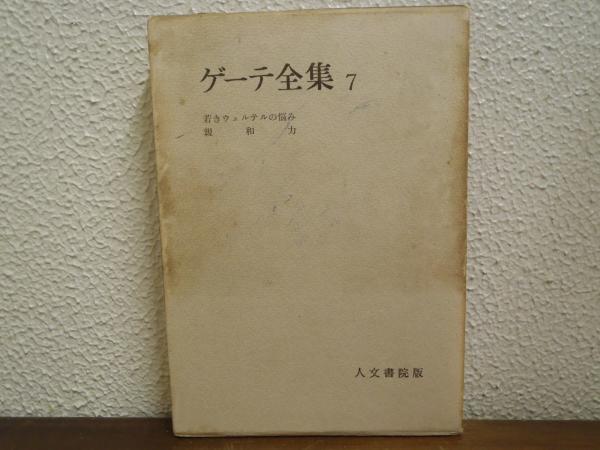 ゲーテ全集 7
若きウェルテルの悩み
親和力
人文書院版